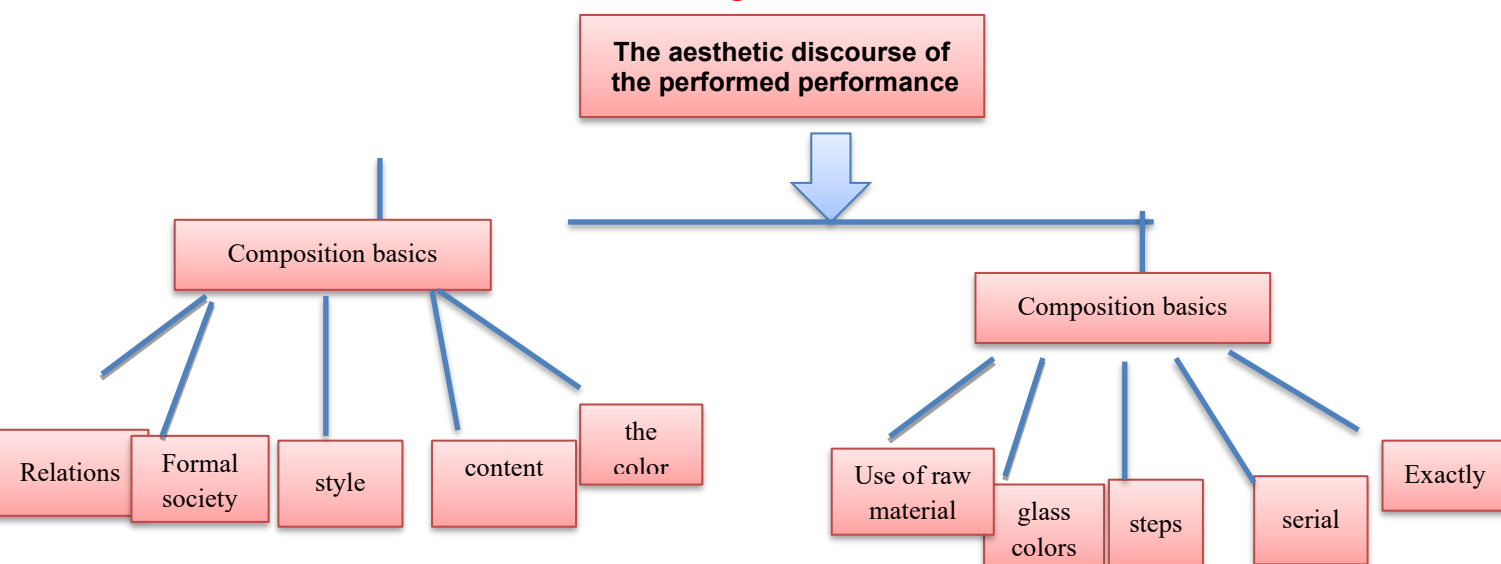 The aesthetic discourse of
the performed performance
Composition basics
Composition basics
Relations
Formal
society
style
content
the
color
Use of raw
material
glass
colors
steps
serial
Exactly